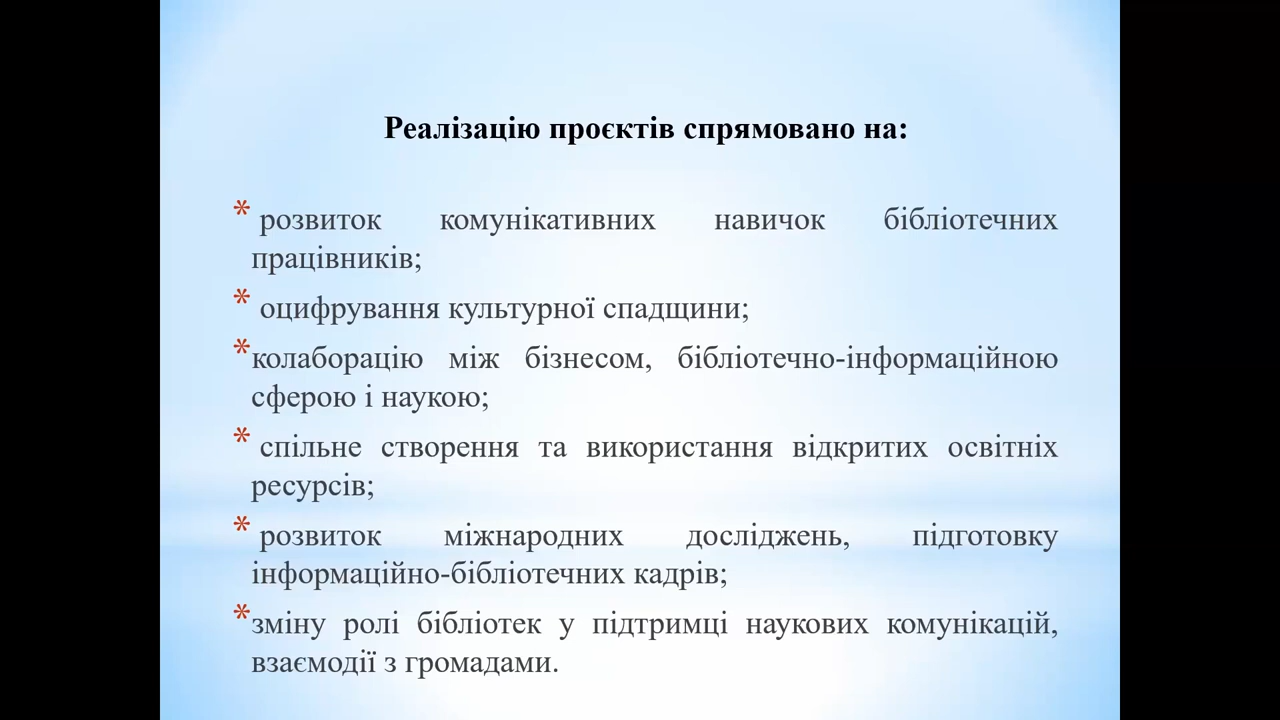 Реалізацію проєктів спрямовано на:
* розвиток комунікативних навичок бібліотечних
працівників;
* оцифрування культурної спадщини;
*колаборацію між бізнесом, бібліотечно-інформаційною
сферою і наукою;
* спільне створення та використання відкритих освітніх
ресурсів;
* розвиток міжнародних досліджень, підготовку
інформаційно-бібліотечних кадрів;
*зміну ролі бібліотек у підтримці наукових комунікацій,
взаємодії з громадами.